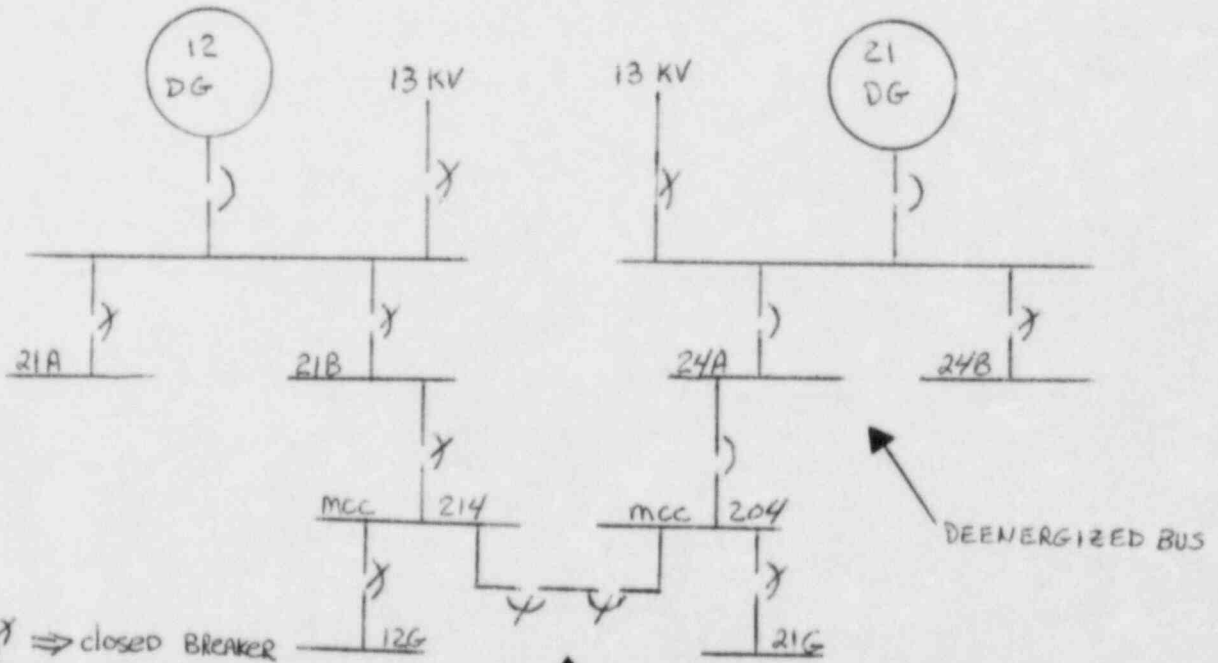 12
DG
13 KV
13 KV
21
DG
21A
21B
24A
24B
MCC 214
MCC 204
DEENERGIZED BUS
⇒ closed BREAKER
12G
21G